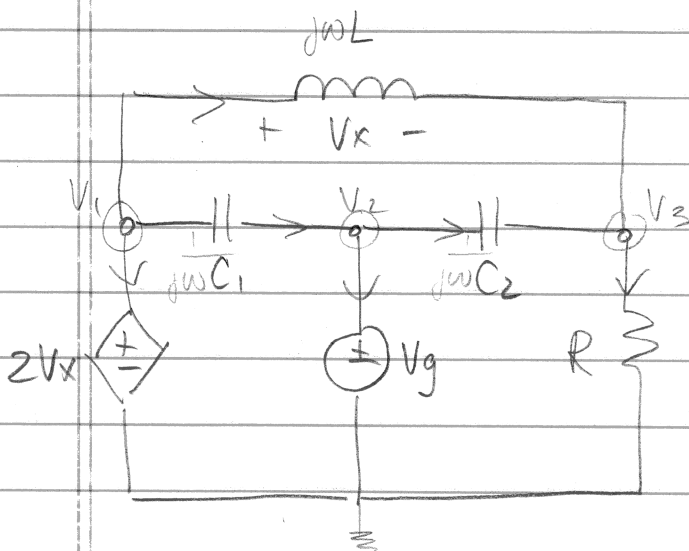 jωL
+ Vx -
V1 V2 V3
1/jωC1 1/jωC2
2Vx + - ± Vg R